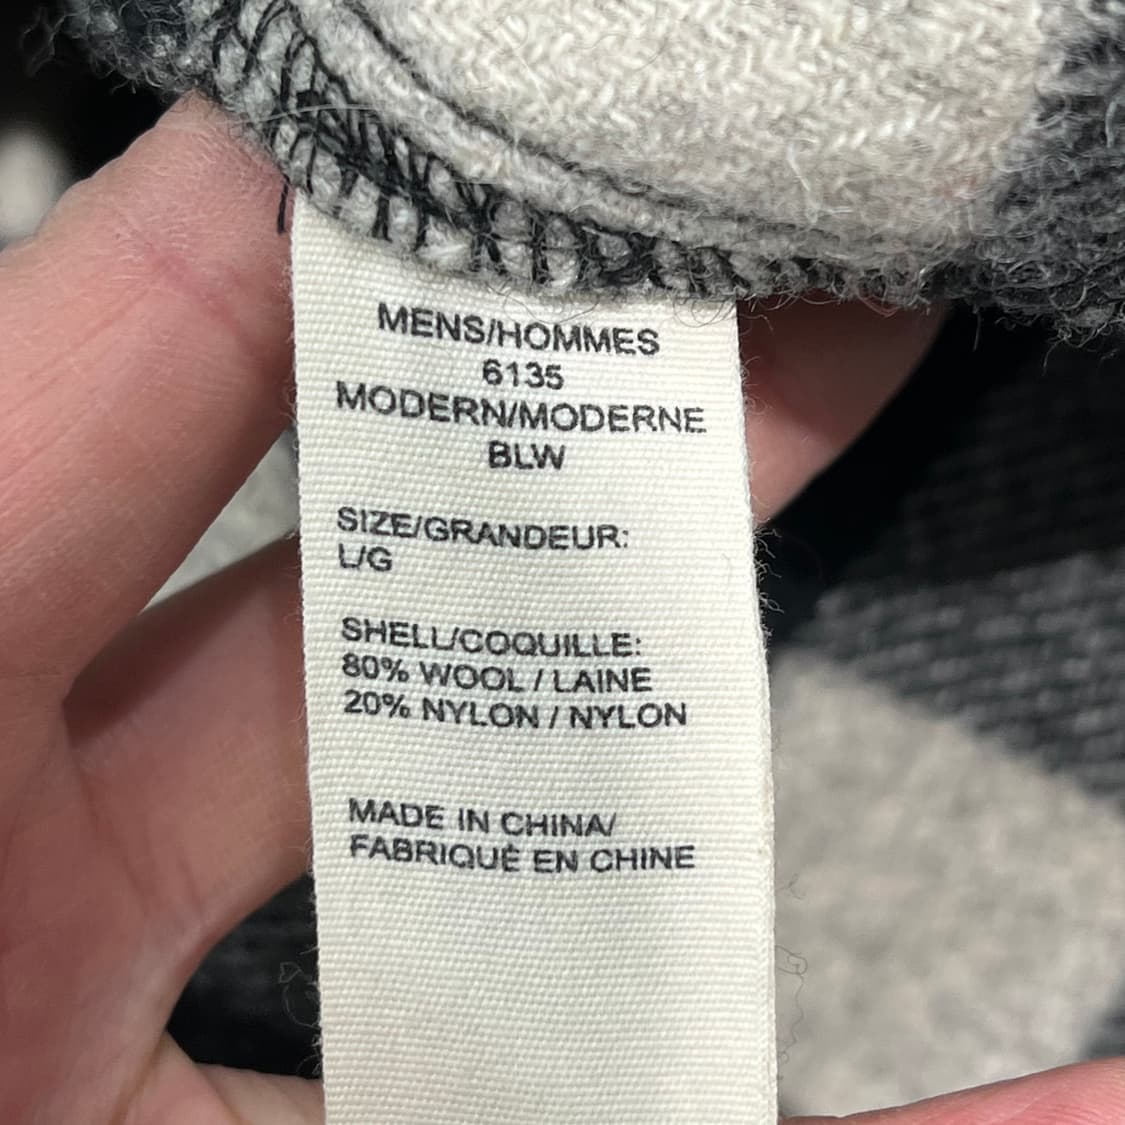 MENS/HOMMES
6135
MODERN/MODERNE
BLW
SIZE/GRANDEUR:
L/G
SHELL/COQUILLE:
80% WOOL / LAINE
20% NYLON / NYLON
MADE IN CHINA/
FABRIQUÉ EN CHINE